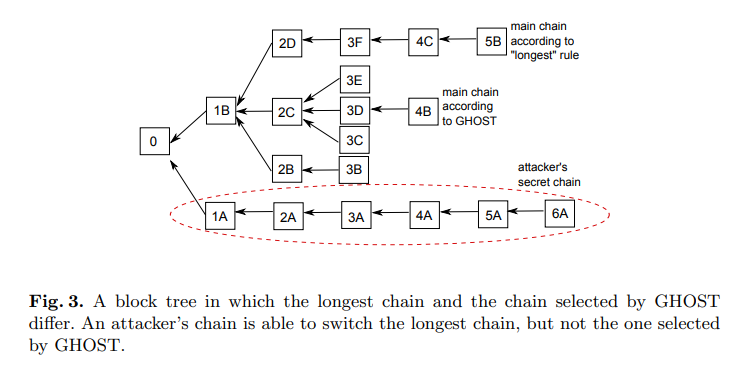 main chain
2D 3F 4C 5B according to
"longest" rule
3E
main chain
1B 2C 3D 4B according
to GHOST
0
3C
2B 3B attacker's
secret chain
1A 2A 3A 4A 5A 6A
Fig. 3. A block tree in which the longest chain and the chain selected by GHOST
differ. An attacker's chain is able to switch the longest chain, but not the one selected
by GHOST.